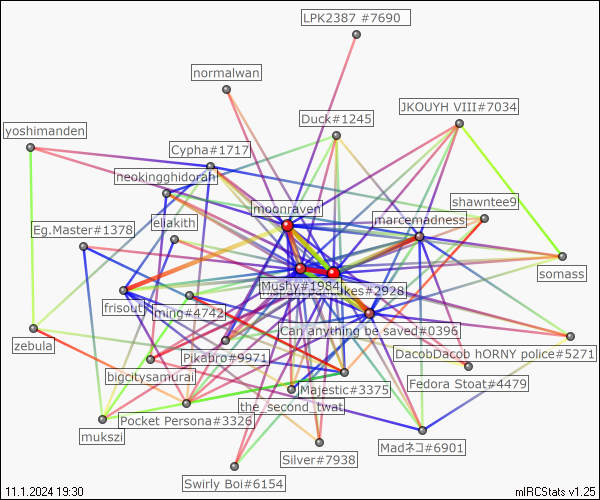 LPK2387 #7690
normalwan
JKOUYH VIII#7034
Duck#1245
yoshimanden
Cypha#1717
neokingghidorah
shawntee9
moonraven
marcemadness
eliakith
Eg.Master#1378
somass
Mushy#1984
#2928
frisout
ming#4742
Can anything be saved#0396
zebula
Pikabro#9971
DacobDacob hORNY police#5271
bigcitysamurai
Fedora Stoat#4479
Majestic#3375
the_second_twat
Pocket Persona#3326
mukszi
Madネコ#6901
Silver#7938
Swirly Boi#6154
11.1.2024 19:30
mIRCStats v1.25